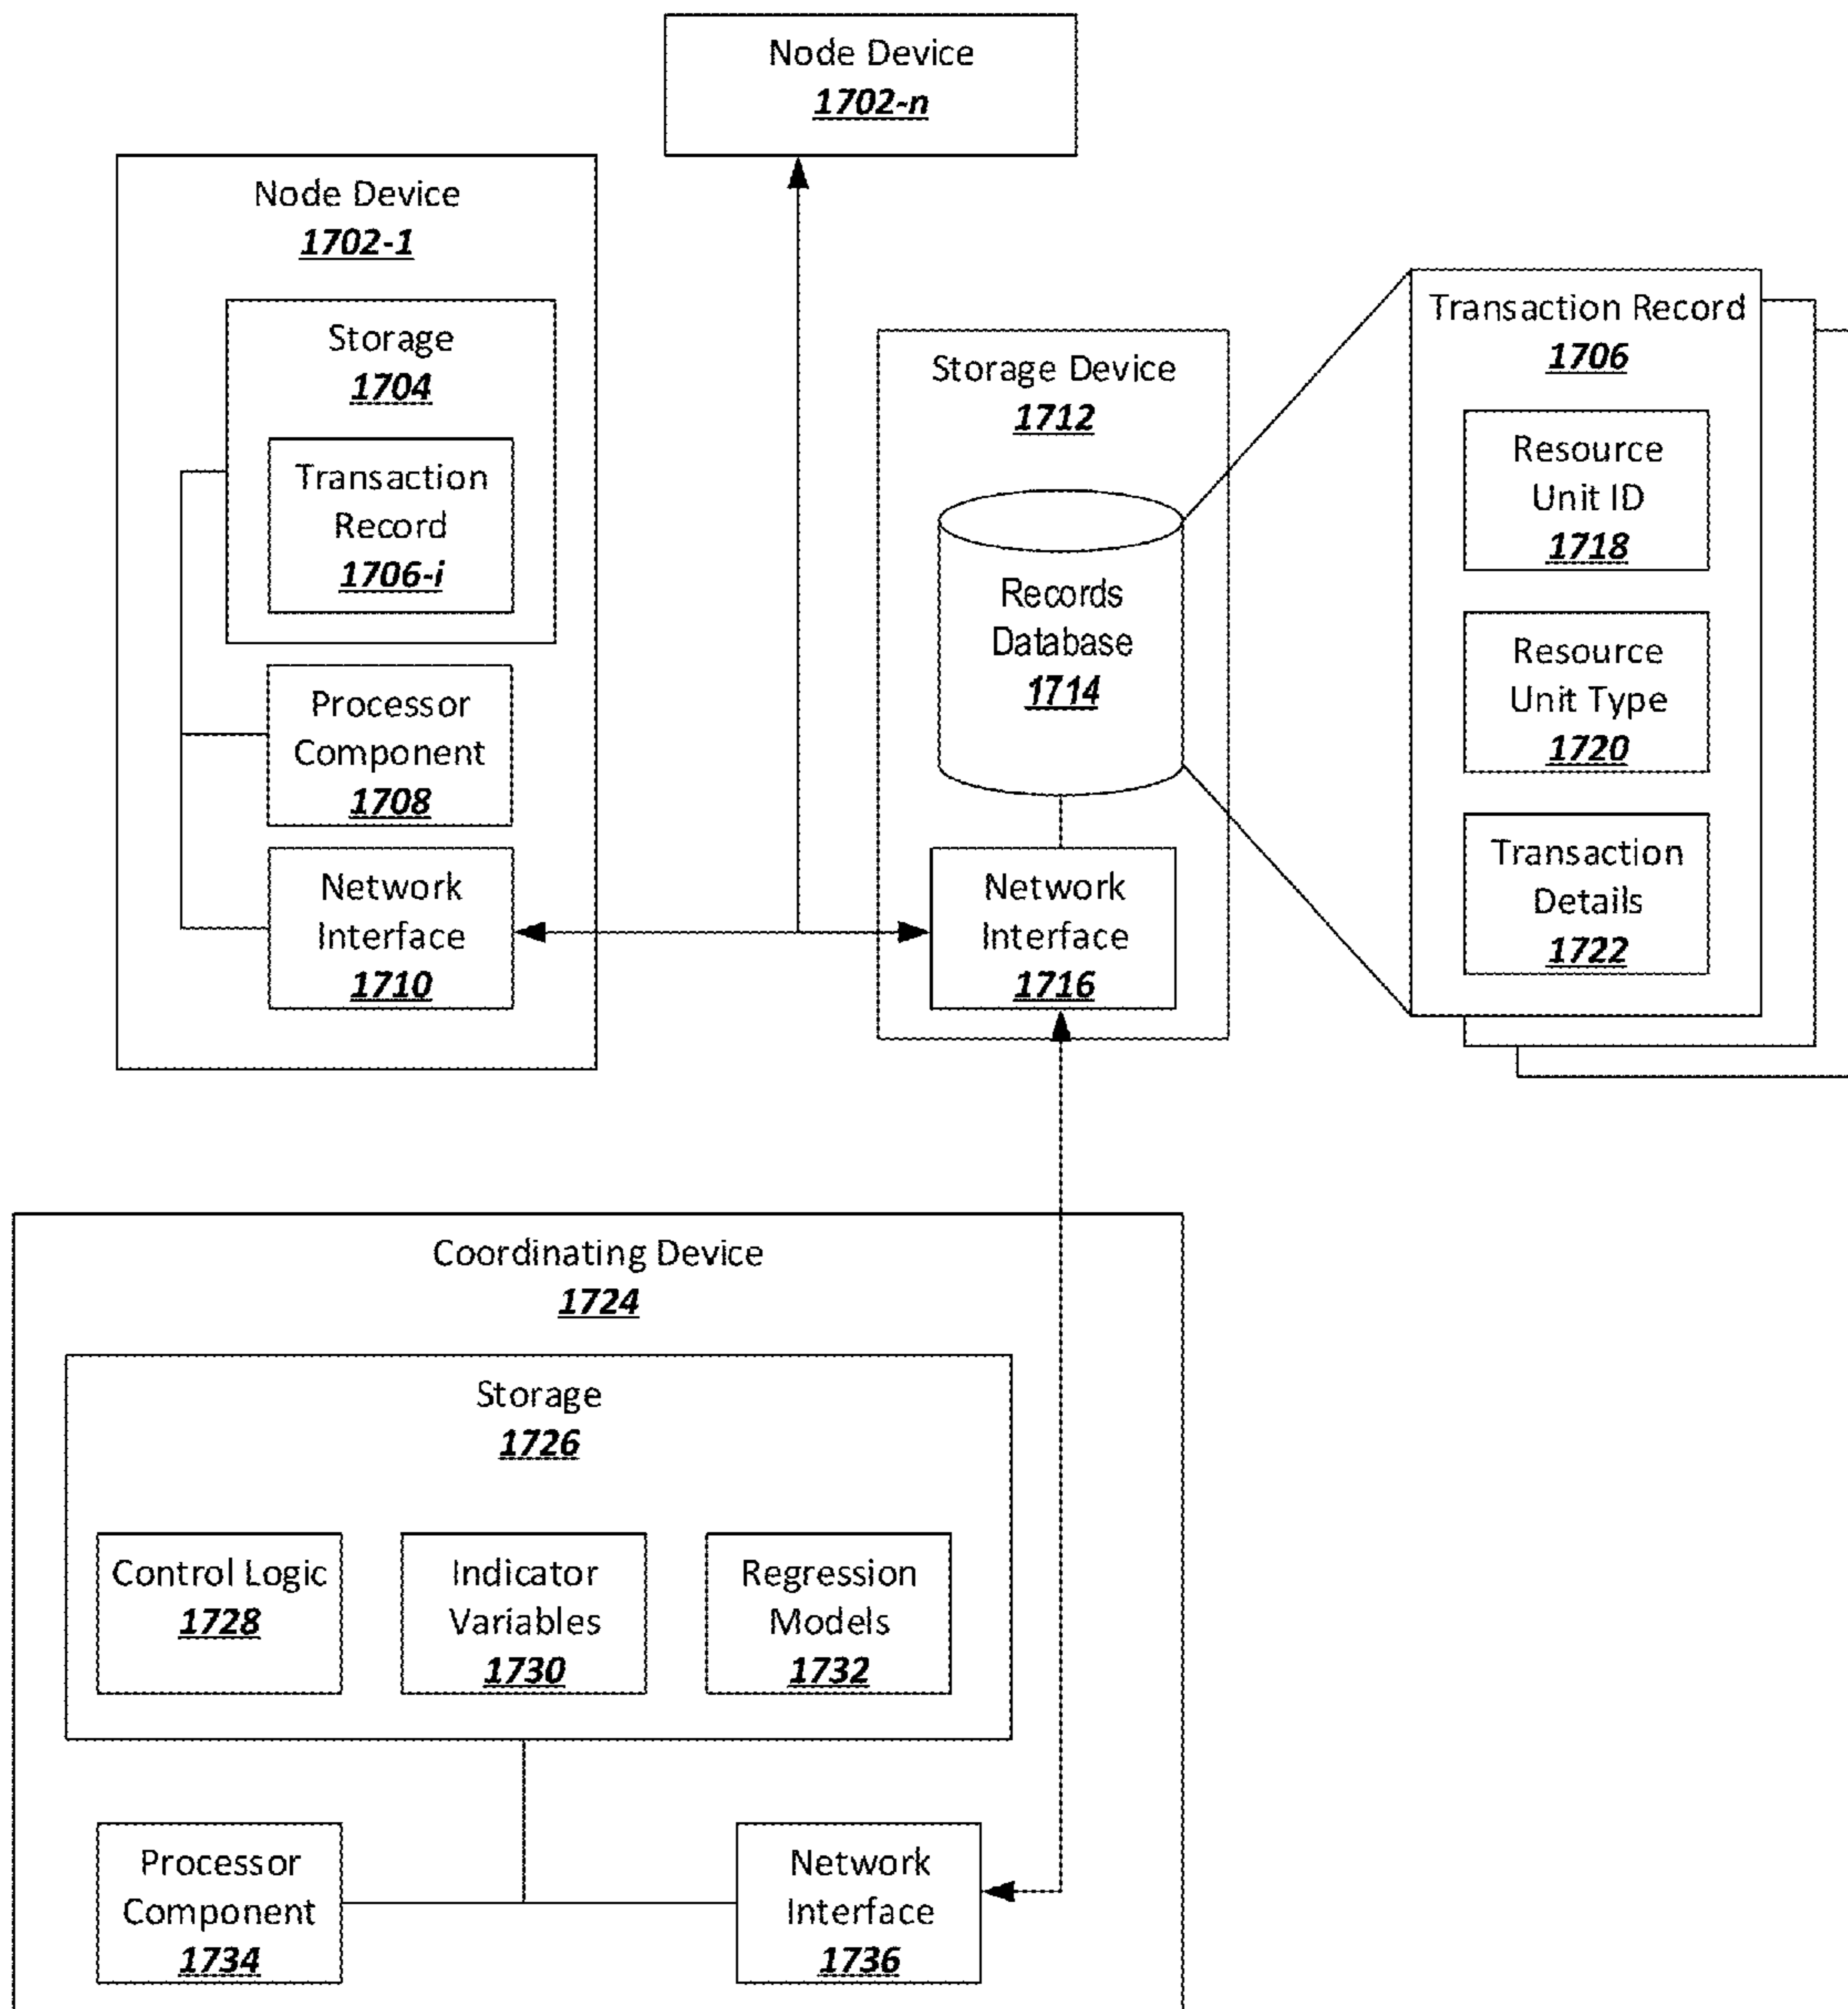 Node Device
1702-n
Node Device
1702-1
Storage
1704
Transaction
Record
1706-i
Processor
Component
1708
Network
Interface
1710
Storage Device
1712
Records
Database
1714
Network
Interface
1716
Transaction Record
1706
Resource
Unit ID
1718
Resource
Unit Type
1720
Transaction
Details
1722
Coordinating Device
1724
Storage
1726
Control Logic
1728
Indicator
Variables
1730
Regression
Models
1732
Processor
Component
1734
Network
Interface
1736